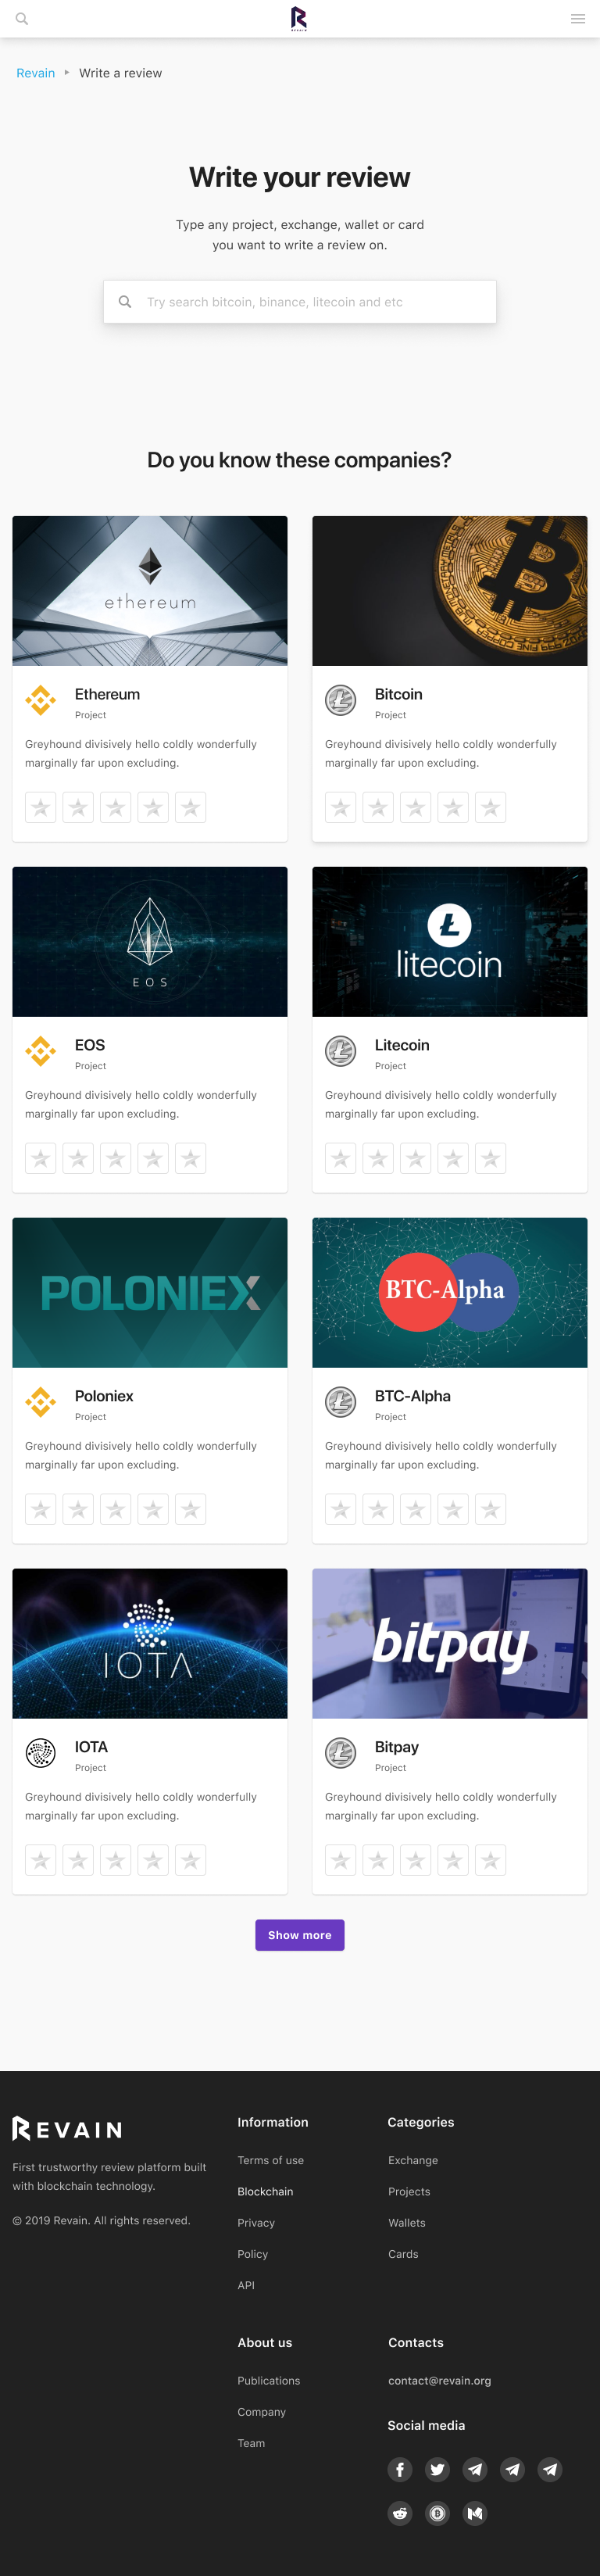 REVAIN
Revain
Write a review
Write your review
Type any project, exchange, wallet or card
you want to write a review on.
Try search bitcoin, binance, litecoin and etc
Do you know these companies?
ethereum
Ethereum
Project
Greyhound divisively hello coldly wonderfully
marginally far upon excluding.
Bitcoin
Project
Greyhound divisively hello coldly wonderfully
marginally far upon excluding.
EOS
EOS
Project
Greyhound divisively hello coldly wonderfully
marginally far upon excluding.
litecoin
Litecoin
Project
Greyhound divisively hello coldly wonderfully
marginally far upon excluding.
POLONIEX
Poloniex
Project
Greyhound divisively hello coldly wonderfully
marginally far upon excluding.
BTC-Alpha
BTC-Alpha
Project
Greyhound divisively hello coldly wonderfully
marginally far upon excluding.
IOTA
IOTA
Project
Greyhound divisively hello coldly wonderfully
marginally far upon excluding.
bitpay
Bitpay
Project
Greyhound divisively hello coldly wonderfully
marginally far upon excluding.
Show more
REVAIN
First trustworthy review platform built
with blockchain technology.
© 2019 Revain. All rights reserved.
Information
Terms of use
Blockchain
Privacy
Policy
API
Categories
Exchange
Projects
Wallets
Cards
About us
Publications
Company
Team
Contacts
contact@revain.org
Social media